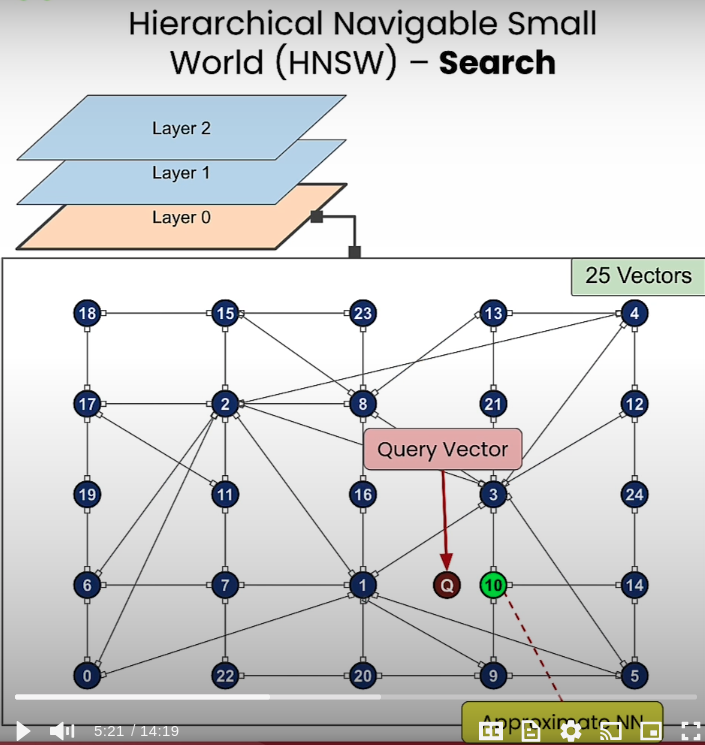 Hierarchical Navigable Small
World (HNSW) – Search
Layer 2
Layer 1
Layer 0
25 Vectors
18 15 23 13 4
17 2 8 21 12
Query Vector
19 11 16 3 24
6 7 1 Q 10 14
0 22 20 9 5
Approximate NN
5:21 / 14:19
CC